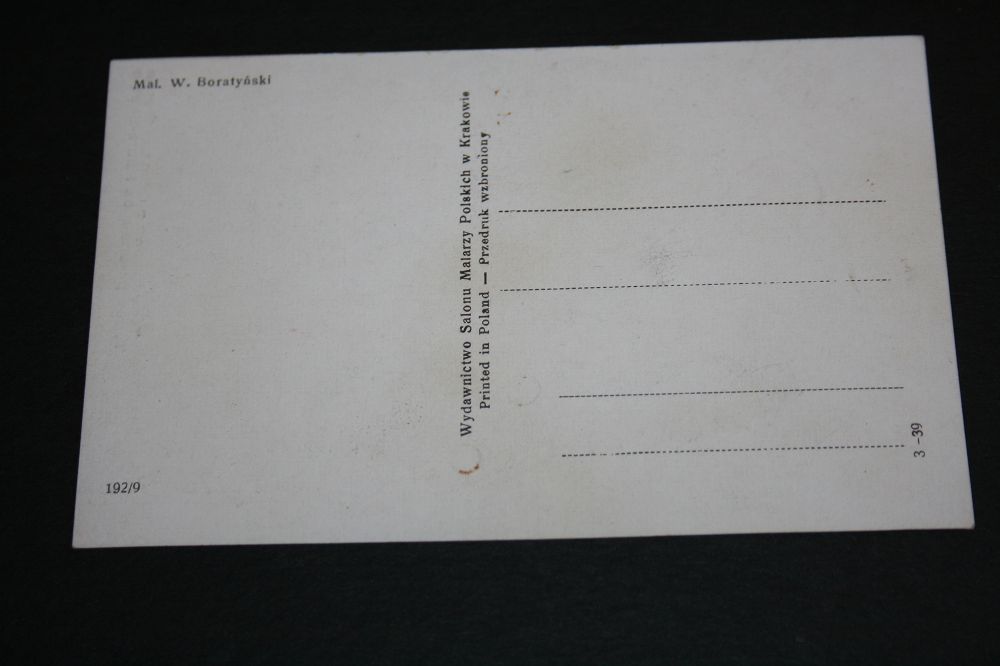 Mal. W. Boratyński
Wydawnictwo Salonu Malarzy Polskich w Krakowie
Printed in Poland — Przedruk wzbroniony
192/9
3 -39